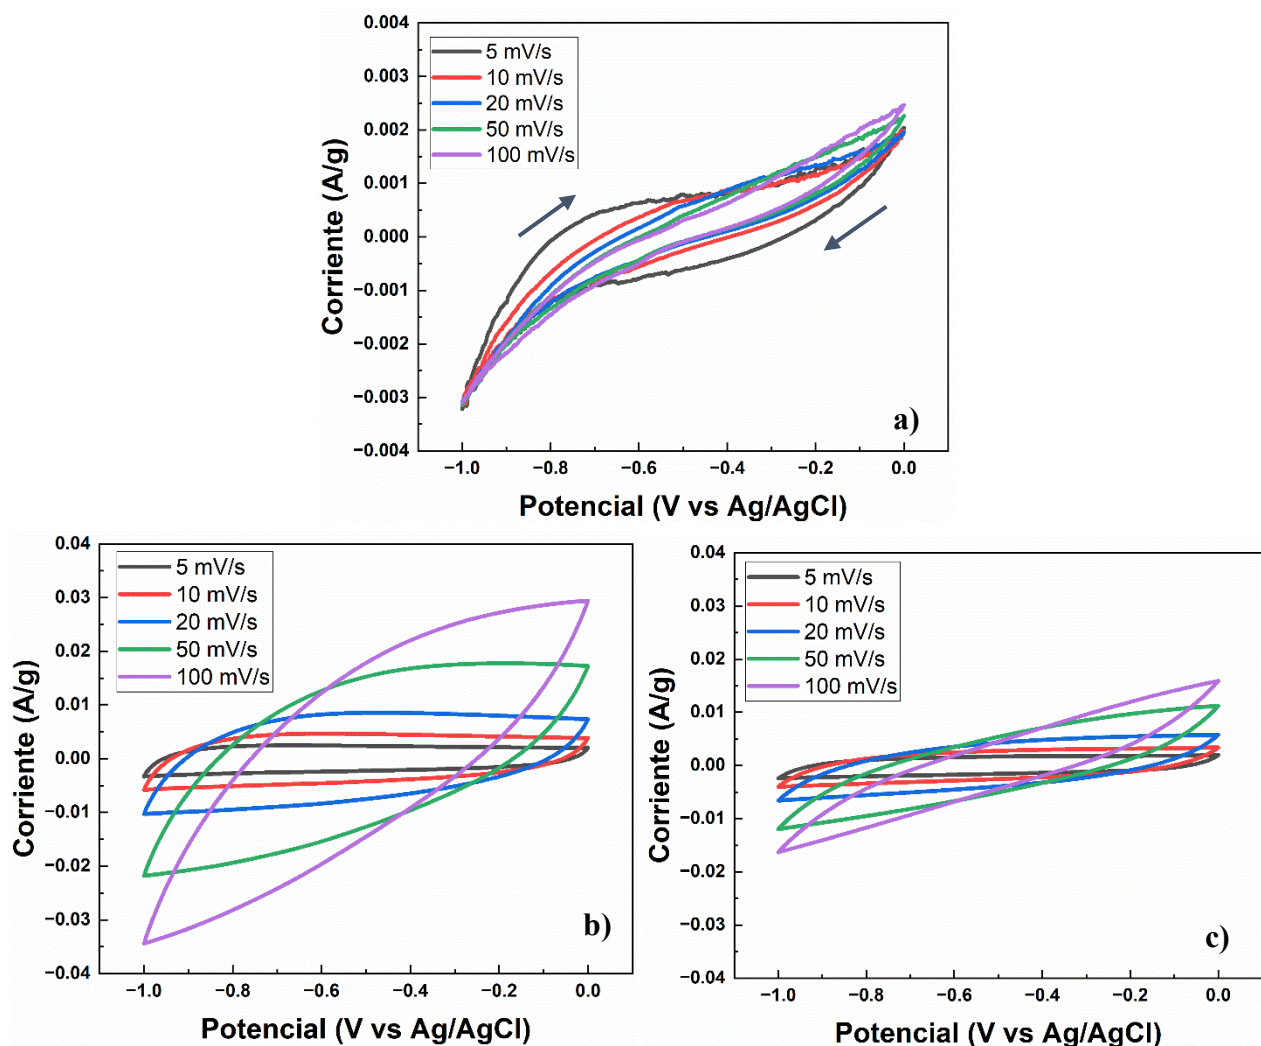 0.004
0.003
0.002
0.001
0.000
−0.001
−0.002
−0.003
−0.004
Corriente (A/g)
5 mV/s
10 mV/s
20 mV/s
50 mV/s
100 mV/s
a)
−1.0 −0.8 −0.6 −0.4 −0.2 0.0
Potencial (V vs Ag/AgCl)
0.04
0.03
0.02
0.01
0.00
−0.01
−0.02
−0.03
−0.04
Corriente (A/g)
5 mV/s
10 mV/s
20 mV/s
50 mV/s
100 mV/s
b)
−1.0 −0.8 −0.6 −0.4 −0.2 0.0
Potencial (V vs Ag/AgCl)
0.04
0.03
0.02
0.01
0.00
−0.01
−0.02
−0.03
−0.04
Corriente (A/g)
5 mV/s
10 mV/s
20 mV/s
50 mV/s
100 mV/s
c)
−1.0 −0.8 −0.6 −0.4 −0.2 0.0
Potencial (V vs Ag/AgCl)